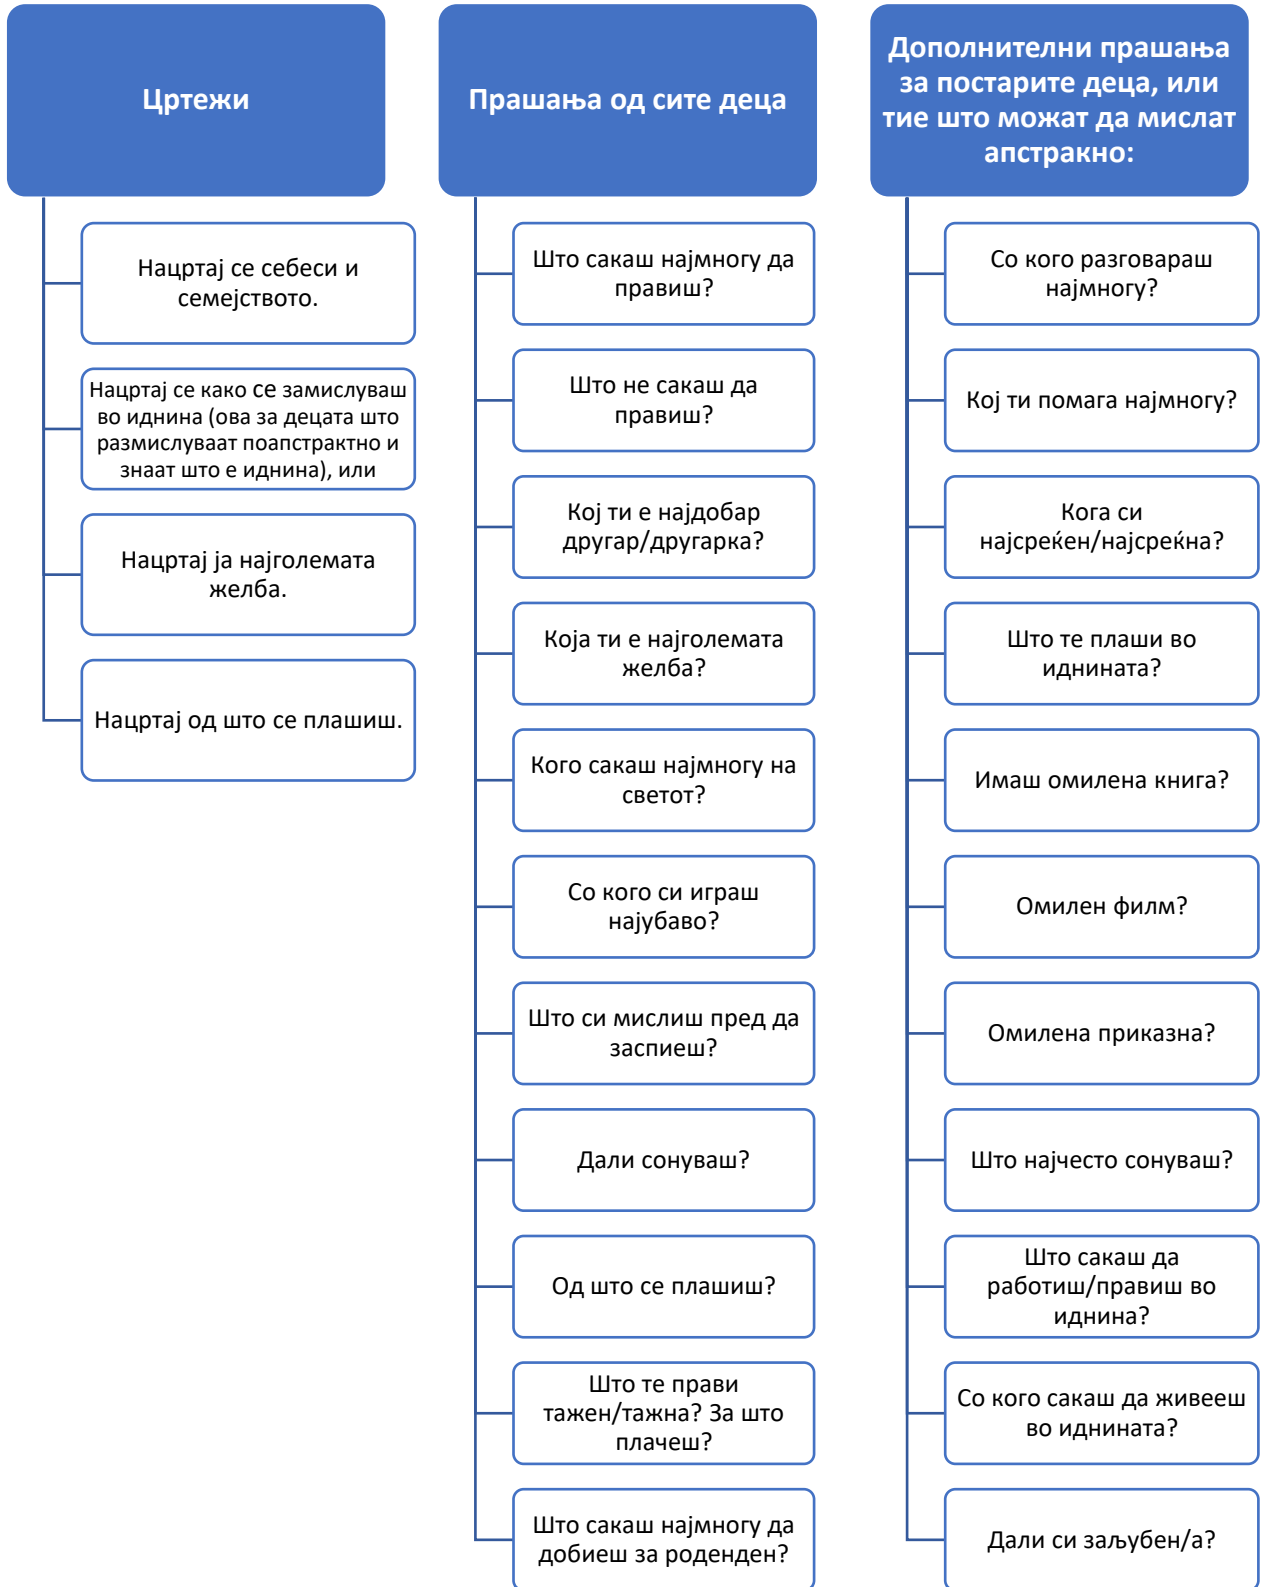 Цртежи
Нацртај се себеси и
семејството.
Нацртај се како се замислуваш
во иднина (ова за децата што
размислуваат поапстрактно и
знаат што е иднина), или
Нацртај ја најголемата
желба.
Нацртај од што се плашиш.
Прашања од сите деца
Што сакаш најмногу да
правиш?
Што не сакаш да
правиш?
Кој ти е најдобар
другар/другарка?
Која ти е најголемата
желба?
Кого сакаш најмногу на
светот?
Со кого си играш
најубаво?
Што си мислиш пред да
заспиеш?
Дали сонуваш?
Од што се плашиш?
Што те прави
тажен/тажна? За што
плачеш?
Што сакаш најмногу да
добиеш за роденден?
Дополнителни прашања
за постарите деца, или
тие што можат да мислат
апстракно:
Со кого разговараш
најмногу?
Кој ти помага најмногу?
Кога си
најсреќен/најсреќна?
Што те плаши во
иднината?
Имаш омилена книга?
Омилен филм?
Омилена приказна?
Што најчесто сонуваш?
Што сакаш да
работиш/правиш во
иднина?
Со кого сакаш да живееш
во иднината?
Дали си заљубен/а?